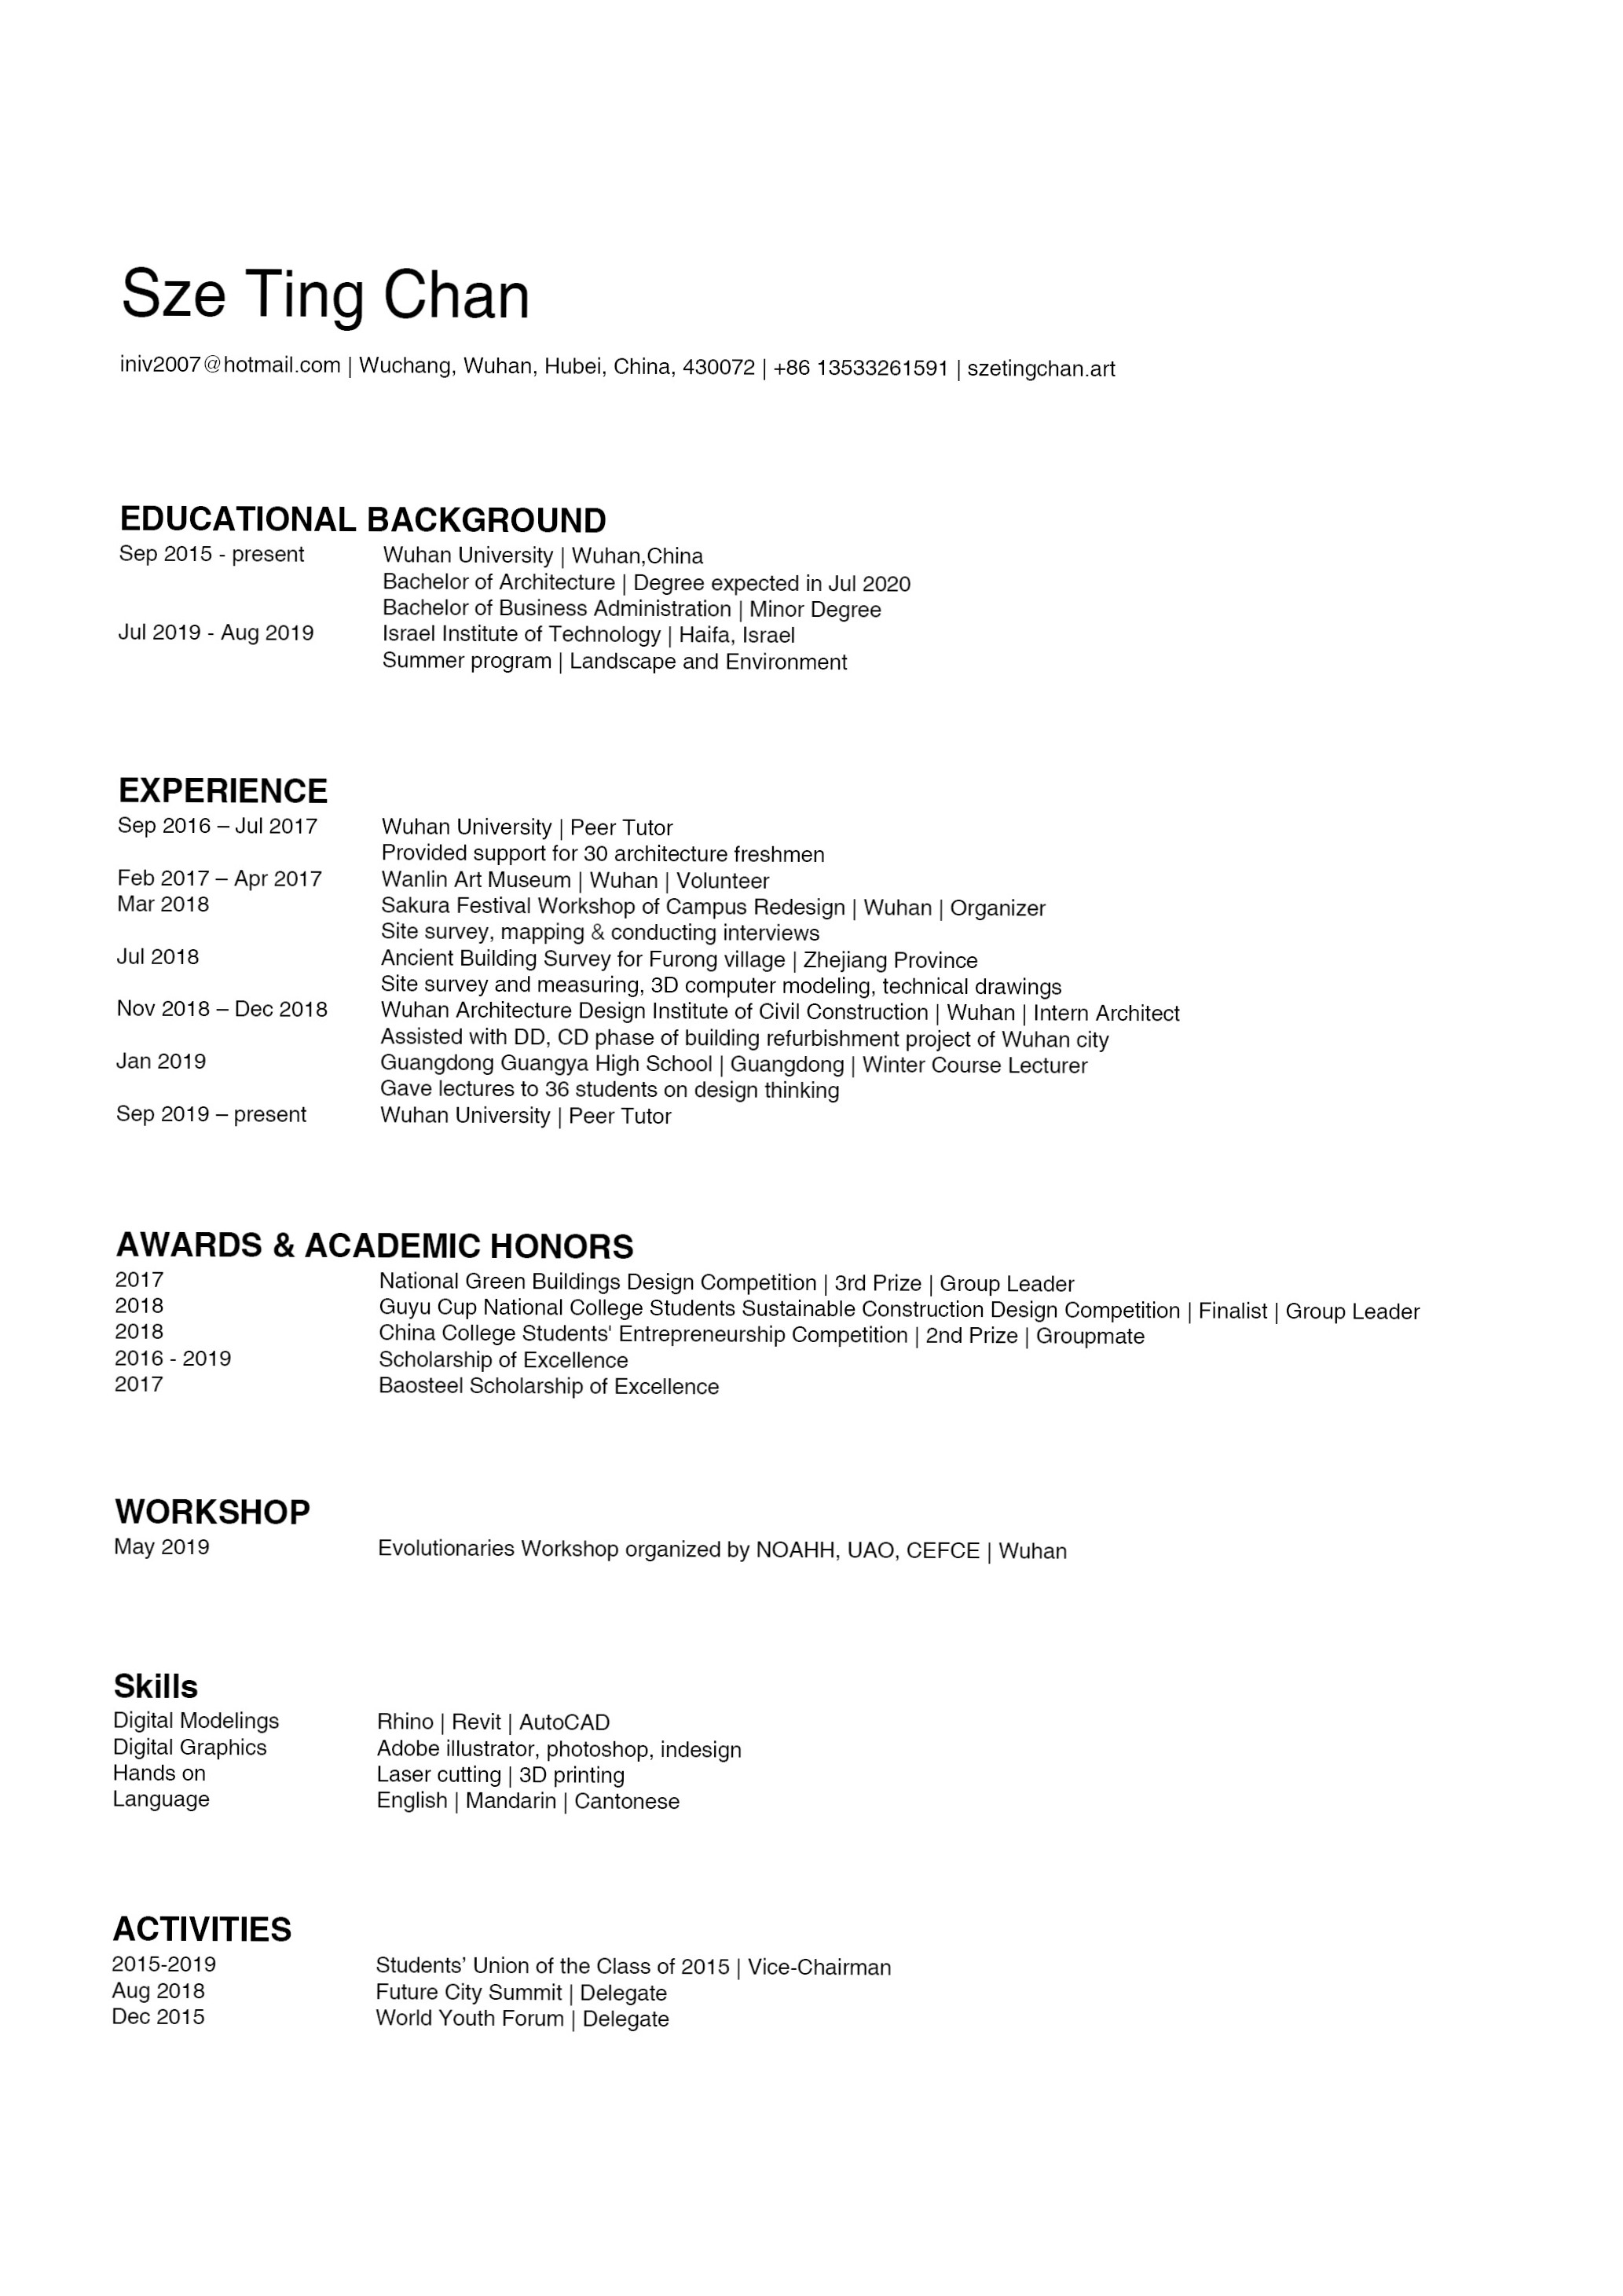 Sze Ting Chan
iniv2007@hotmail.com | Wuchang, Wuhan, Hubei, China, 430072 | +86 13533261591 | szetingchan.art
EDUCATIONAL BACKGROUND
Sep 2015 - present Wuhan University | Wuhan,China
Bachelor of Architecture | Degree expected in Jul 2020
Bachelor of Business Administration | Minor Degree
Jul 2019 - Aug 2019 Israel Institute of Technology | Haifa, Israel
Summer program | Landscape and Environment
EXPERIENCE
Sep 2016 – Jul 2017 Wuhan University | Peer Tutor
Provided support for 30 architecture freshmen
Feb 2017 – Apr 2017 Wanlin Art Museum | Wuhan | Volunteer
Mar 2018 Sakura Festival Workshop of Campus Redesign | Wuhan | Organizer
Site survey, mapping & conducting interviews
Jul 2018 Ancient Building Survey for Furong village | Zhejiang Province
Site survey and measuring, 3D computer modeling, technical drawings
Nov 2018 – Dec 2018 Wuhan Architecture Design Institute of Civil Construction | Wuhan | Intern Architect
Assisted with DD, CD phase of building refurbishment project of Wuhan city
Jan 2019 Guangdong Guangya High School | Guangdong | Winter Course Lecturer
Gave lectures to 36 students on design thinking
Sep 2019 – present Wuhan University | Peer Tutor
AWARDS & ACADEMIC HONORS
2017 National Green Buildings Design Competition | 3rd Prize | Group Leader
2018 Guyu Cup National College Students Sustainable Construction Design Competition | Finalist | Group Leader
2018 China College Students' Entrepreneurship Competition | 2nd Prize | Groupmate
2016 - 2019 Scholarship of Excellence
2017 Baosteel Scholarship of Excellence
WORKSHOP
May 2019 Evolutionaries Workshop organized by NOAHH, UAO, CEFCE | Wuhan
Skills
Digital Modelings Rhino | Revit | AutoCAD
Digital Graphics Adobe illustrator, photoshop, indesign
Hands on Laser cutting | 3D printing
Language English | Mandarin | Cantonese
ACTIVITIES
2015-2019 Students’ Union of the Class of 2015 | Vice-Chairman
Aug 2018 Future City Summit | Delegate
Dec 2015 World Youth Forum | Delegate